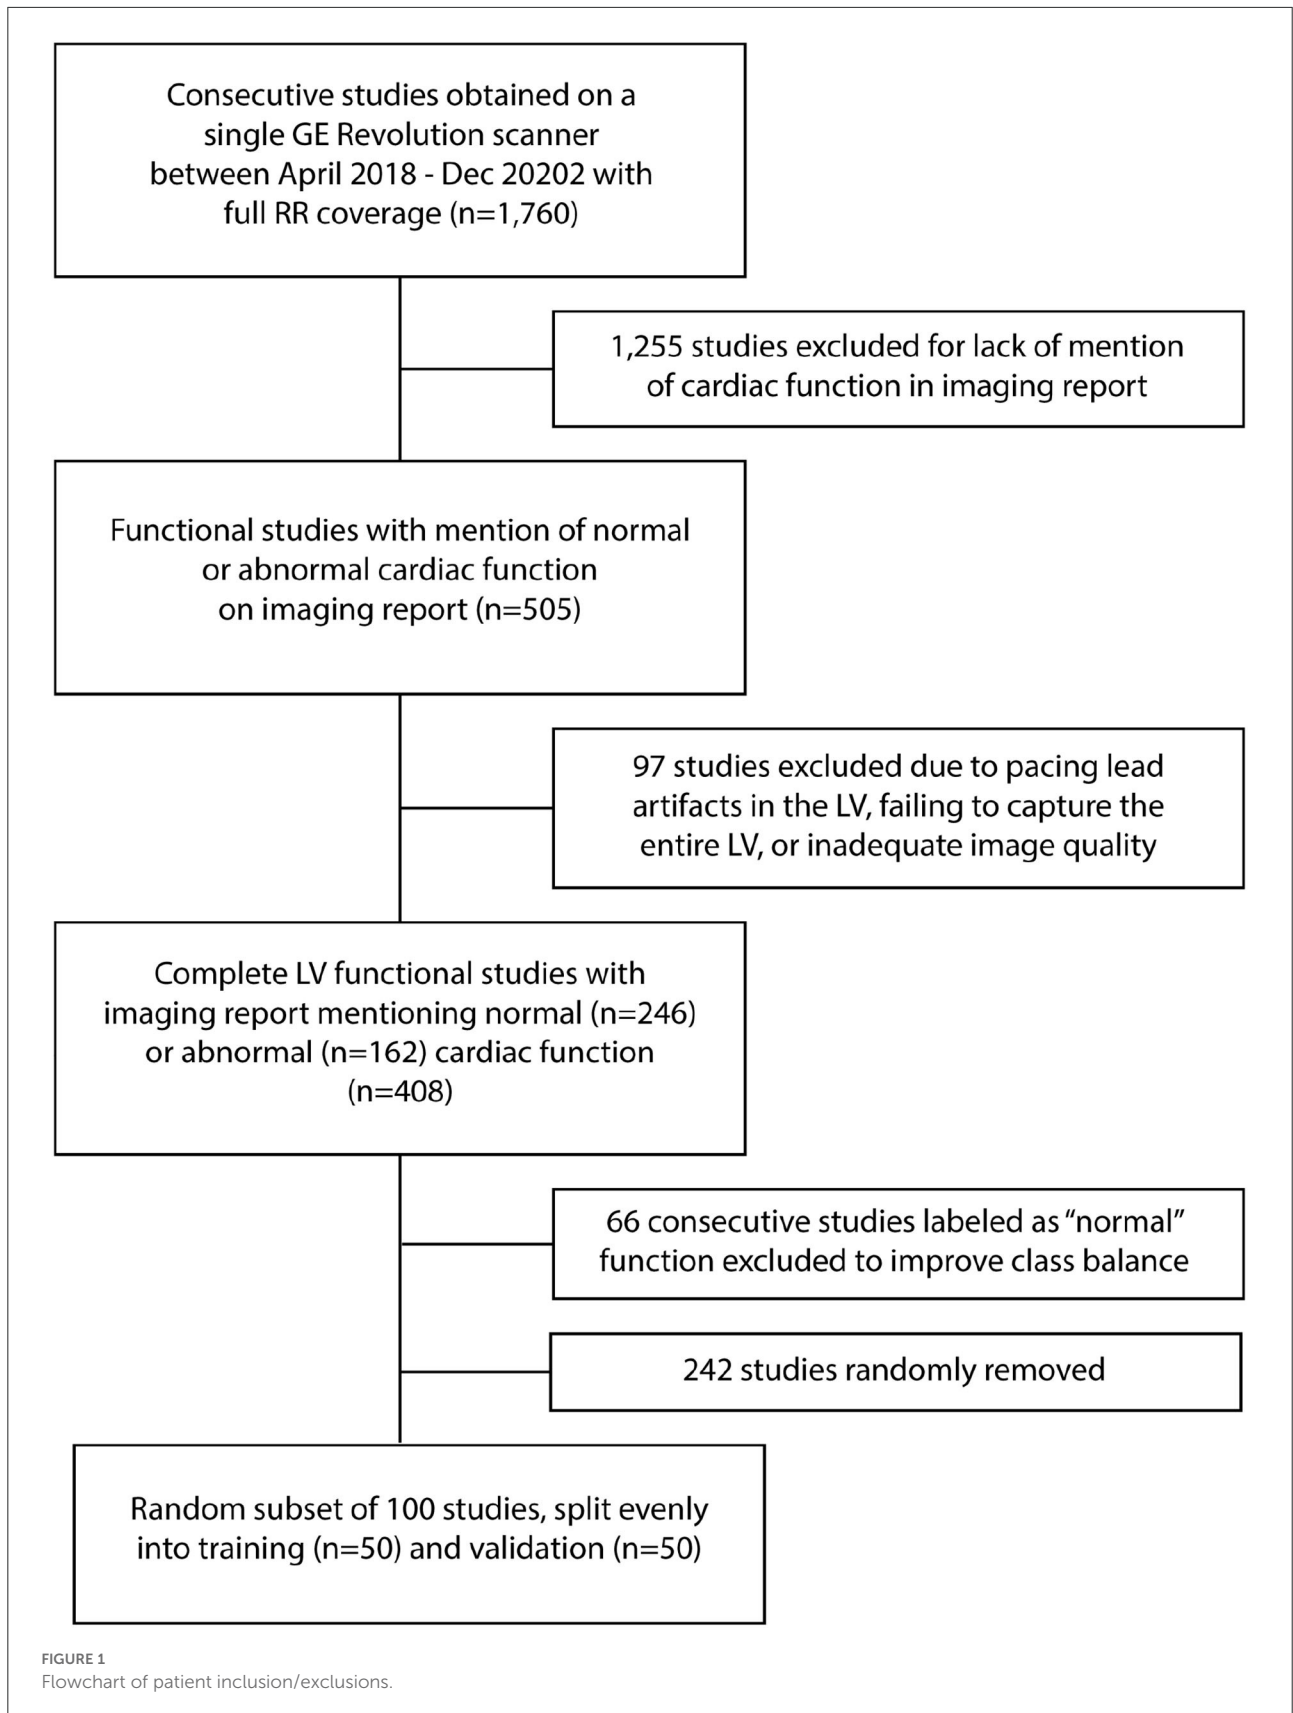 Consecutive studies obtained on a
single GE Revolution scanner
between April 2018 - Dec 20202 with
full RR coverage (n=1,760)
1,255 studies excluded for lack of mention
of cardiac function in imaging report
Functional studies with mention of normal
or abnormal cardiac function
on imaging report (n=505)
97 studies excluded due to pacing lead
artifacts in the LV, failing to capture the
entire LV, or inadequate image quality
Complete LV functional studies with
imaging report mentioning normal (n=246)
or abnormal (n=162) cardiac function
(n=408)
66 consecutive studies labeled as “normal”
function excluded to improve class balance
242 studies randomly removed
Random subset of 100 studies, split evenly
into training (n=50) and validation (n=50)
FIGURE 1
Flowchart of patient inclusion/exclusions.